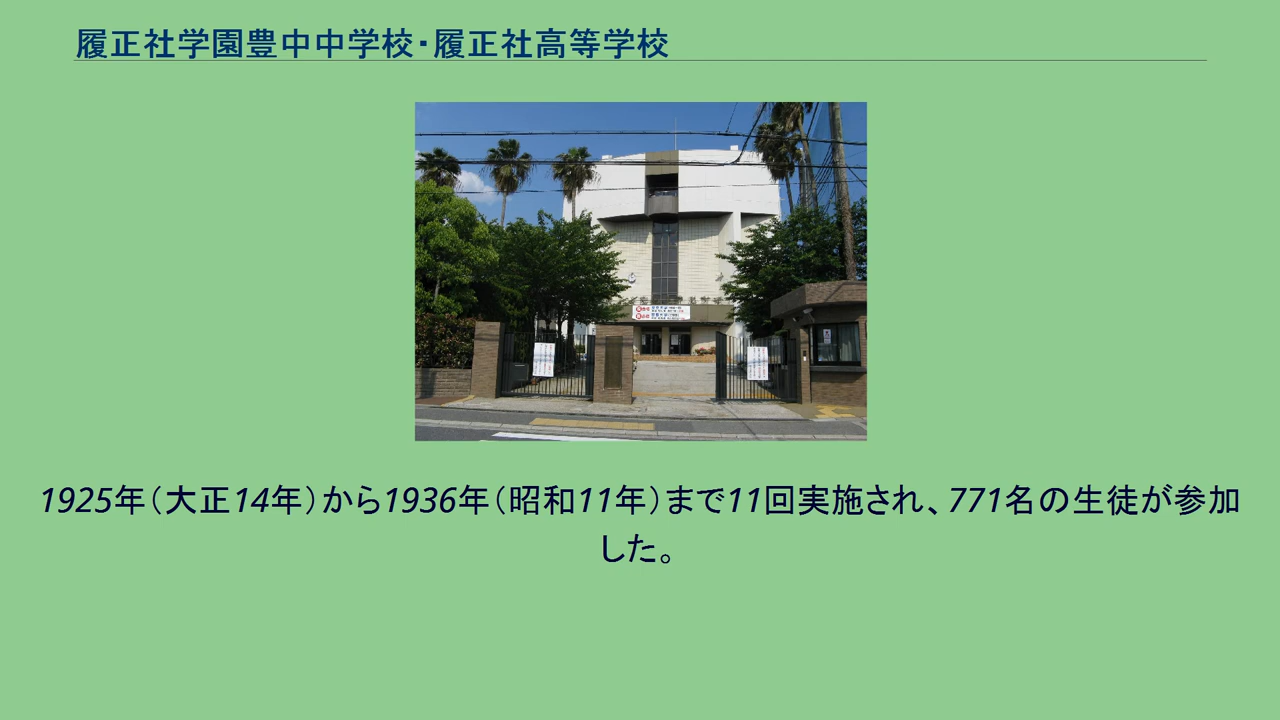 履正社学園豊中中学校・履正社高等学校
1925年（大正14年）から1936年（昭和11年）まで11回実施され、771名の生徒が参加
した。